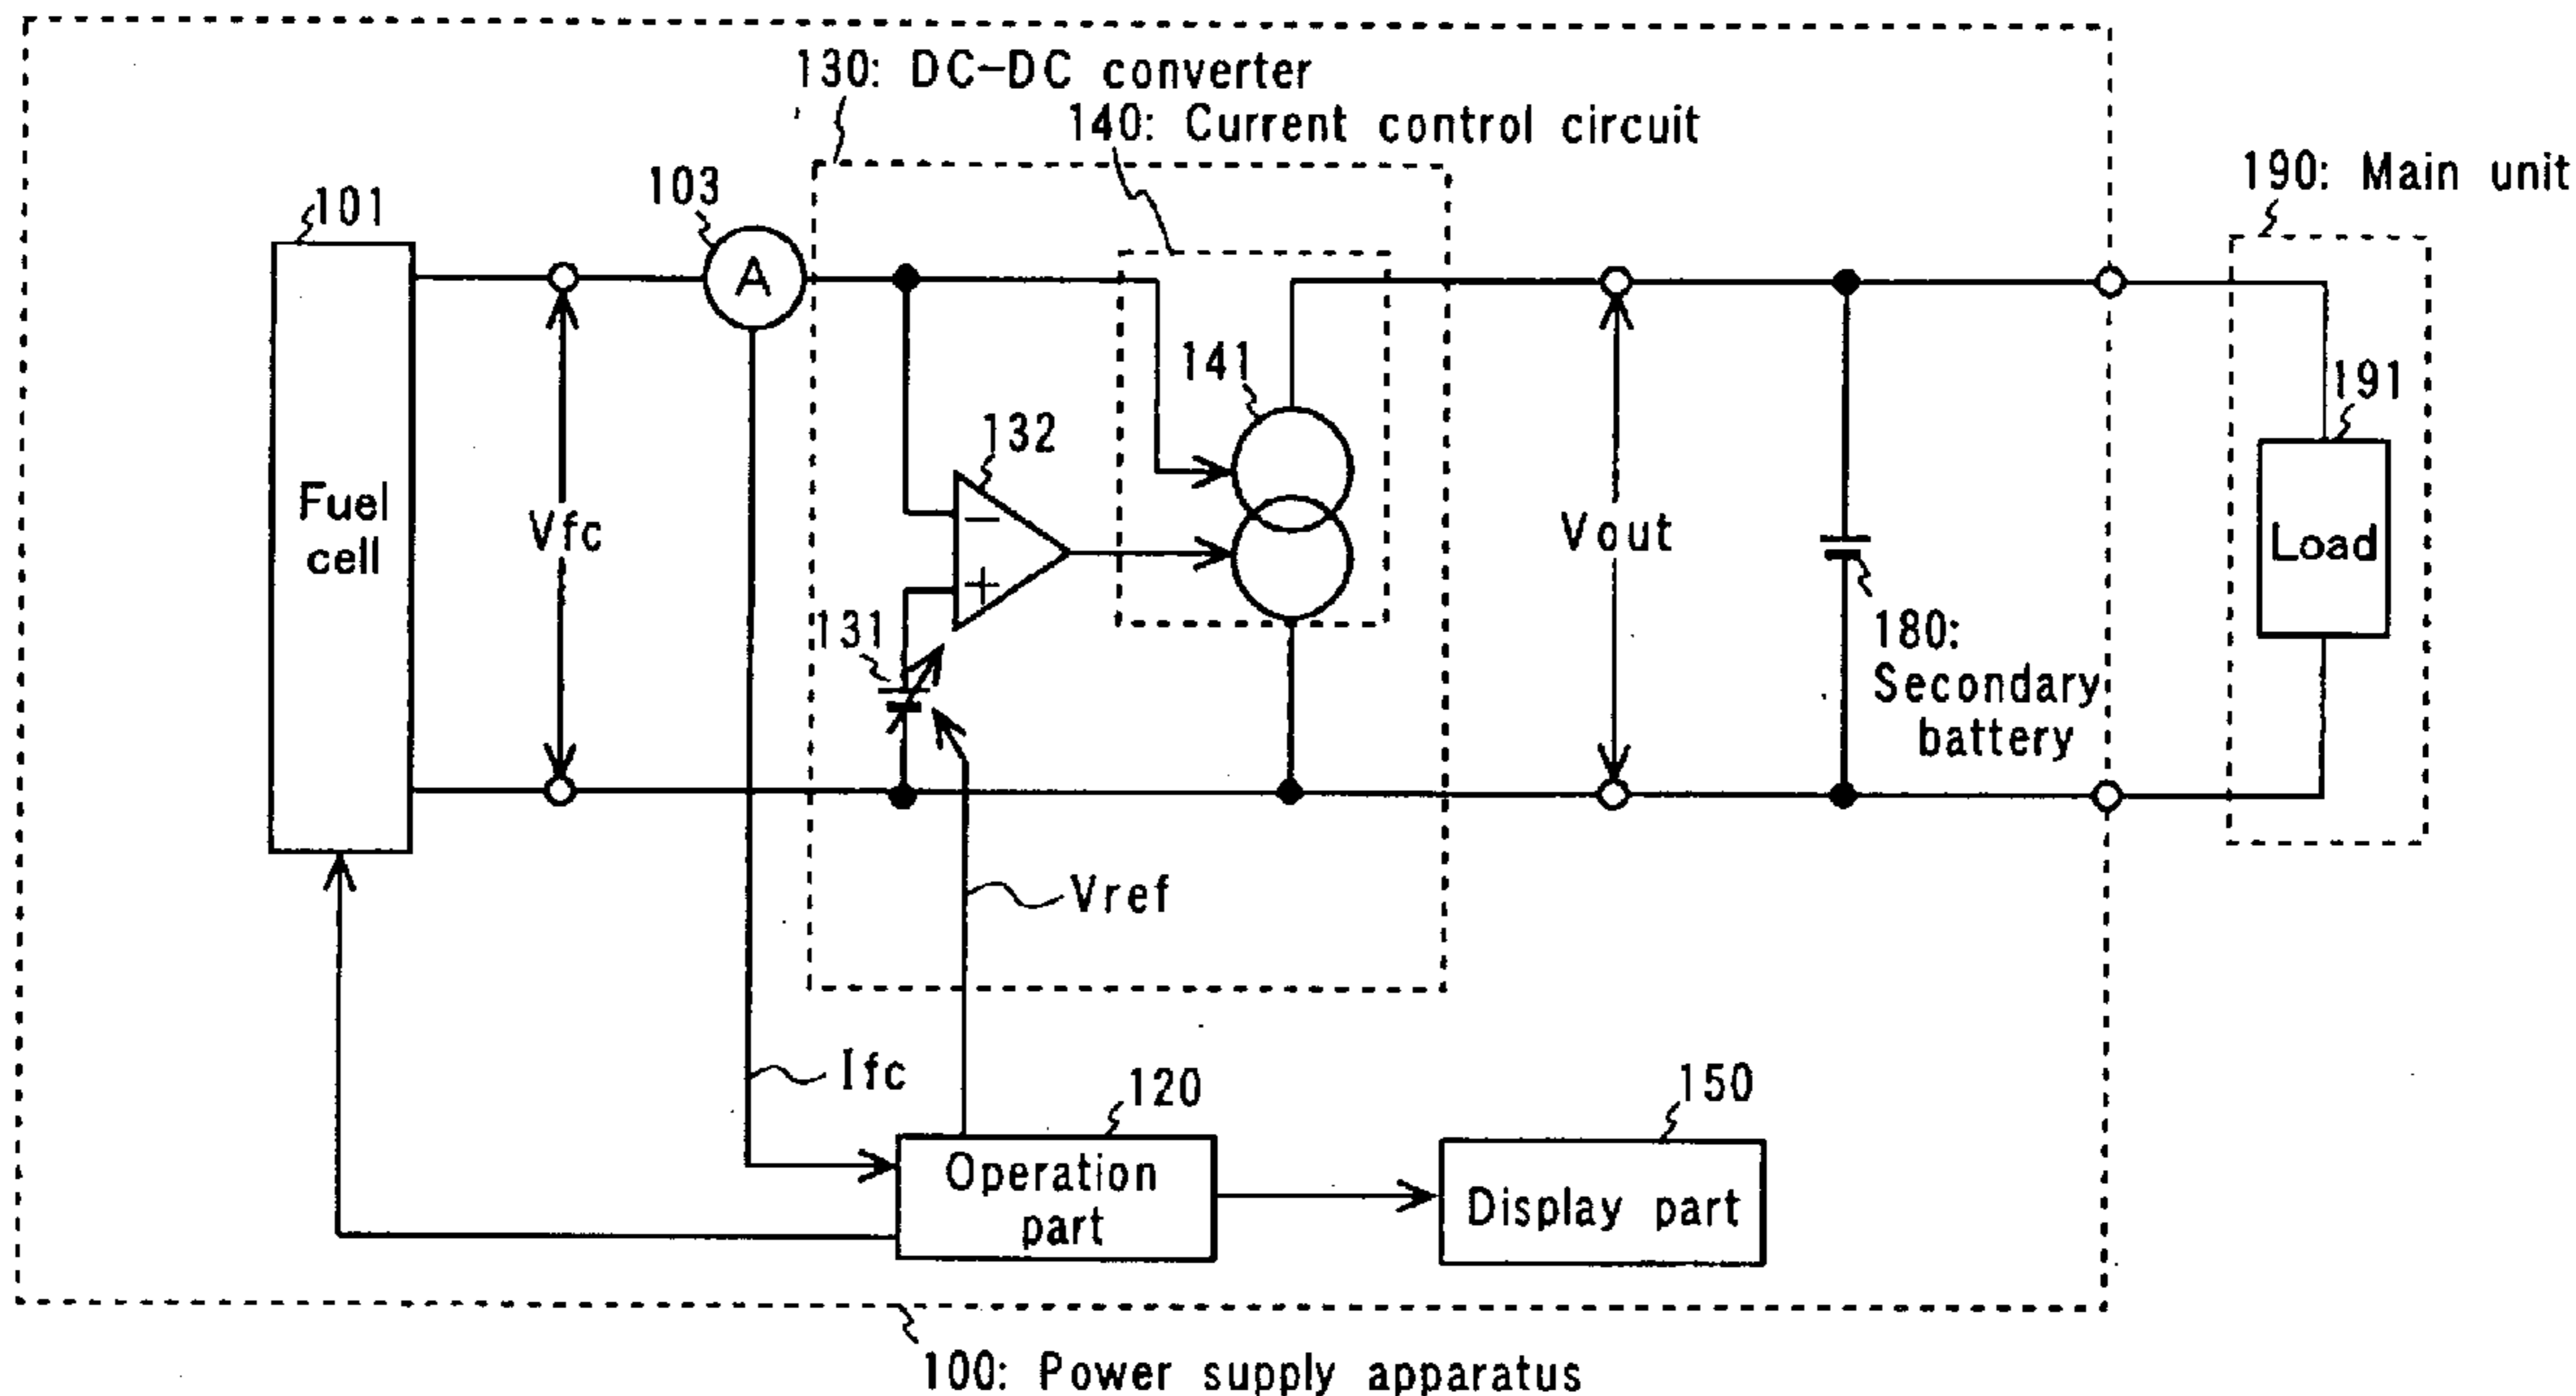 130: DC-DC converter
140: Current control circuit
190: Main unit
101
103
A
141
191
132
Fuel
cell
Vfc
−
+
Vout
Load
131
180:
Secondary
battery
Vref
Ifc
120
150
Operation
part
Display part
100: Power supply apparatus